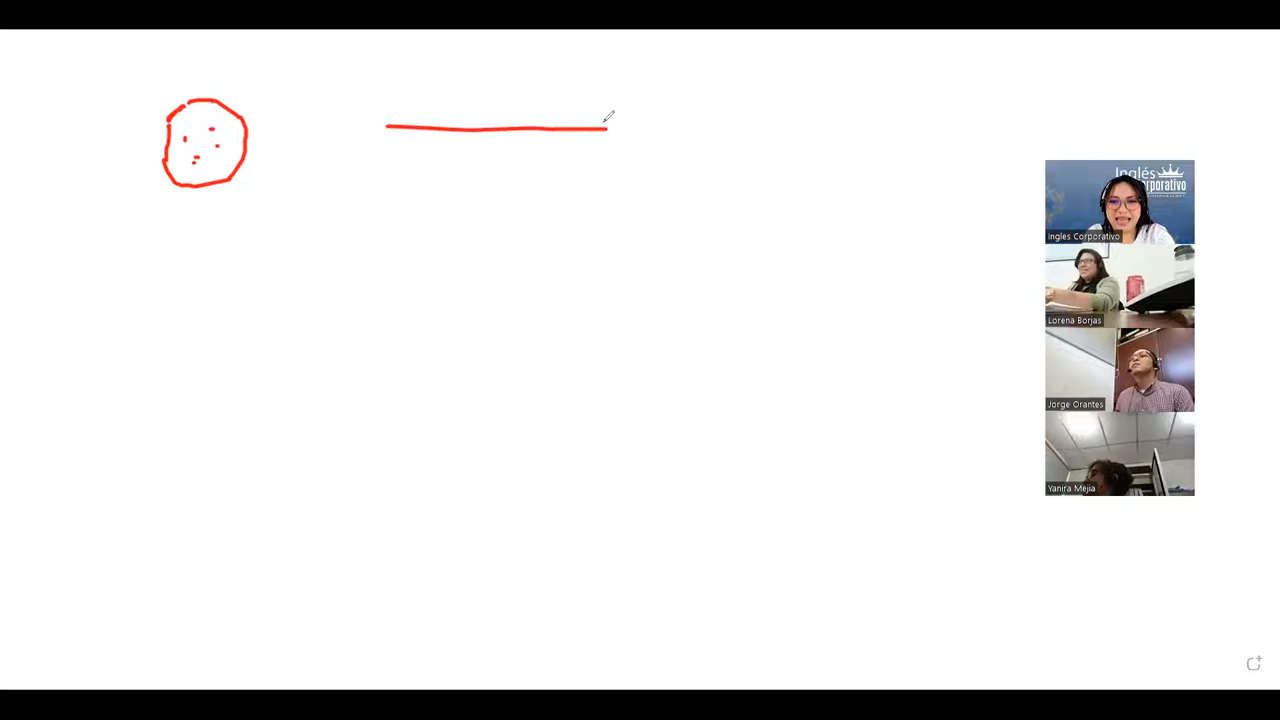 Inglés
Corporativo
Ingles Corporativo
Lorena Borjas
Jorge Orantes
Yanira Mejia